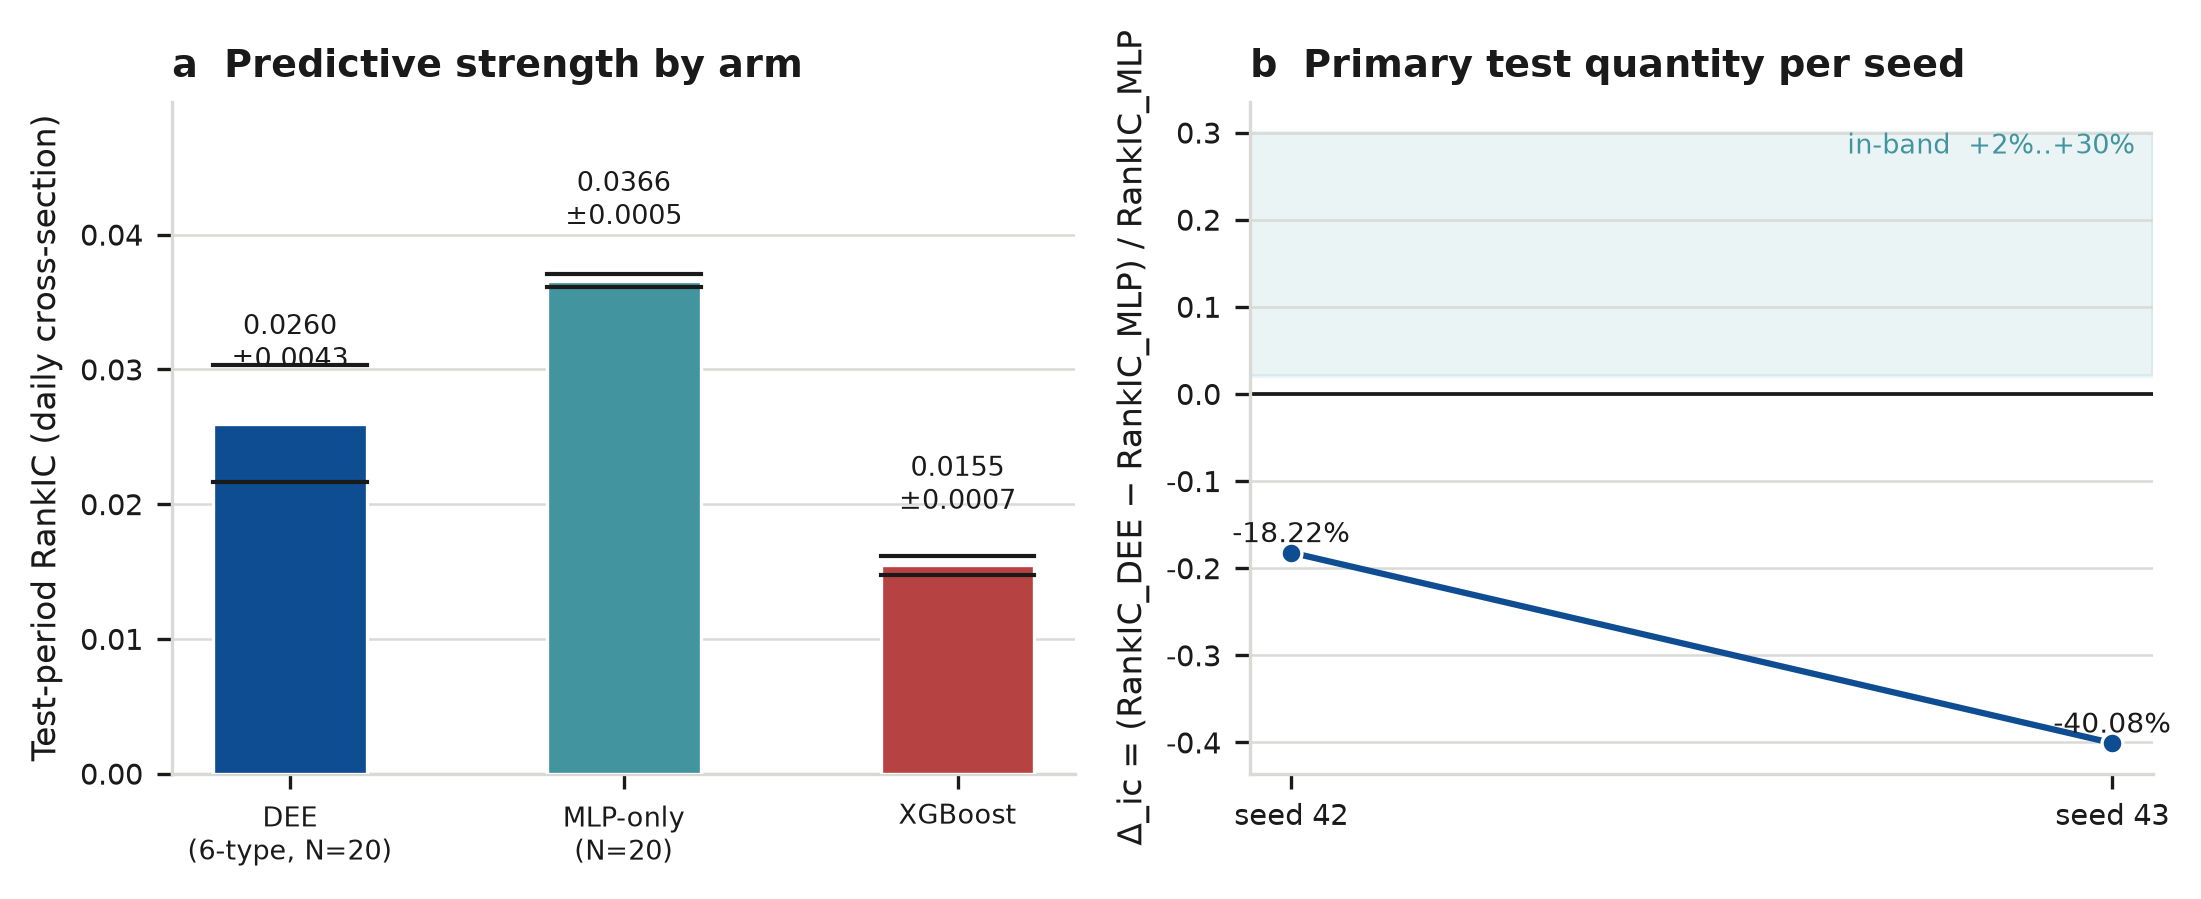 a  Predictive strength by arm
Test-period RankIC (daily cross-section)
0.04
0.03
0.02
0.01
0.00
0.0260
±0.0043
0.0366
±0.0005
0.0155
±0.0007
DEE
(6-type, N=20)
MLP-only
(N=20)
XGBoost
b  Primary test quantity per seed
Δ_ic = (RankIC_DEE − RankIC_MLP) / RankIC_MLP
0.3
0.2
0.1
0.0
-0.1
-0.2
-0.3
-0.4
in-band  +2%..+30%
-18.22%
-40.08%
seed 42
seed 43